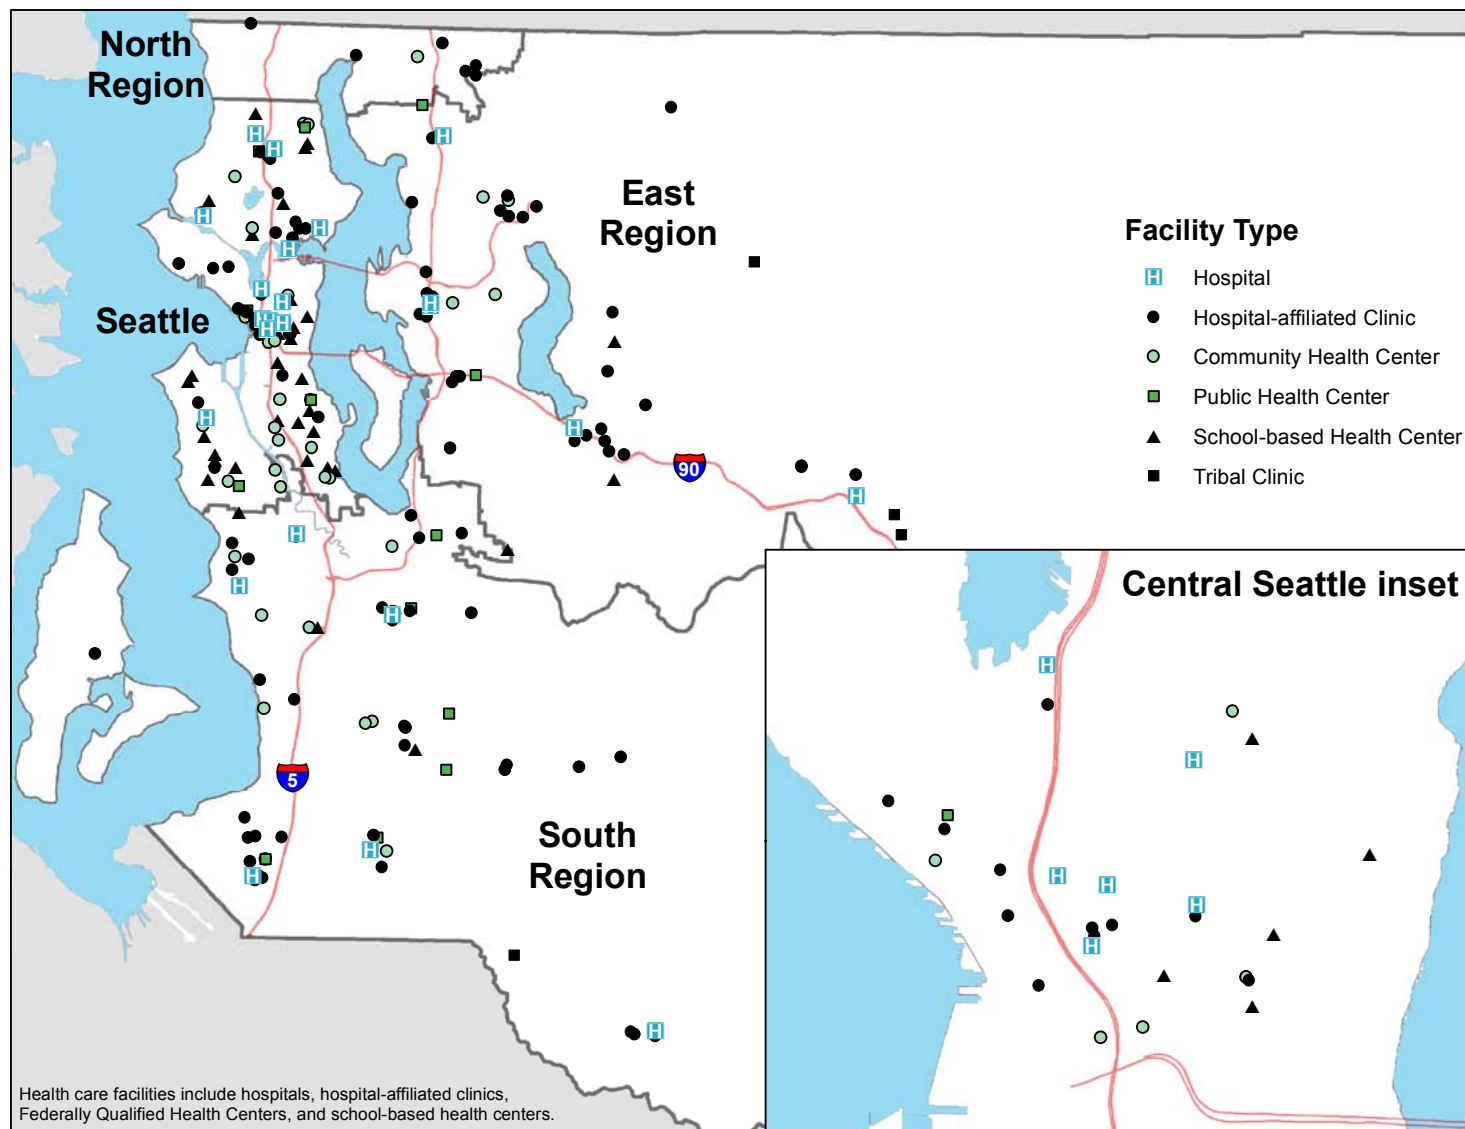 North
Region
East
Region
Seattle
Facility Type
H Hospital
Hospital-affiliated Clinic
Community Health Center
Public Health Center
School-based Health Center
Tribal Clinic
90
Central Seattle inset
5
South
Region
Health care facilities include hospitals, hospital-affiliated clinics,
Federally Qualified Health Centers, and school-based health centers.